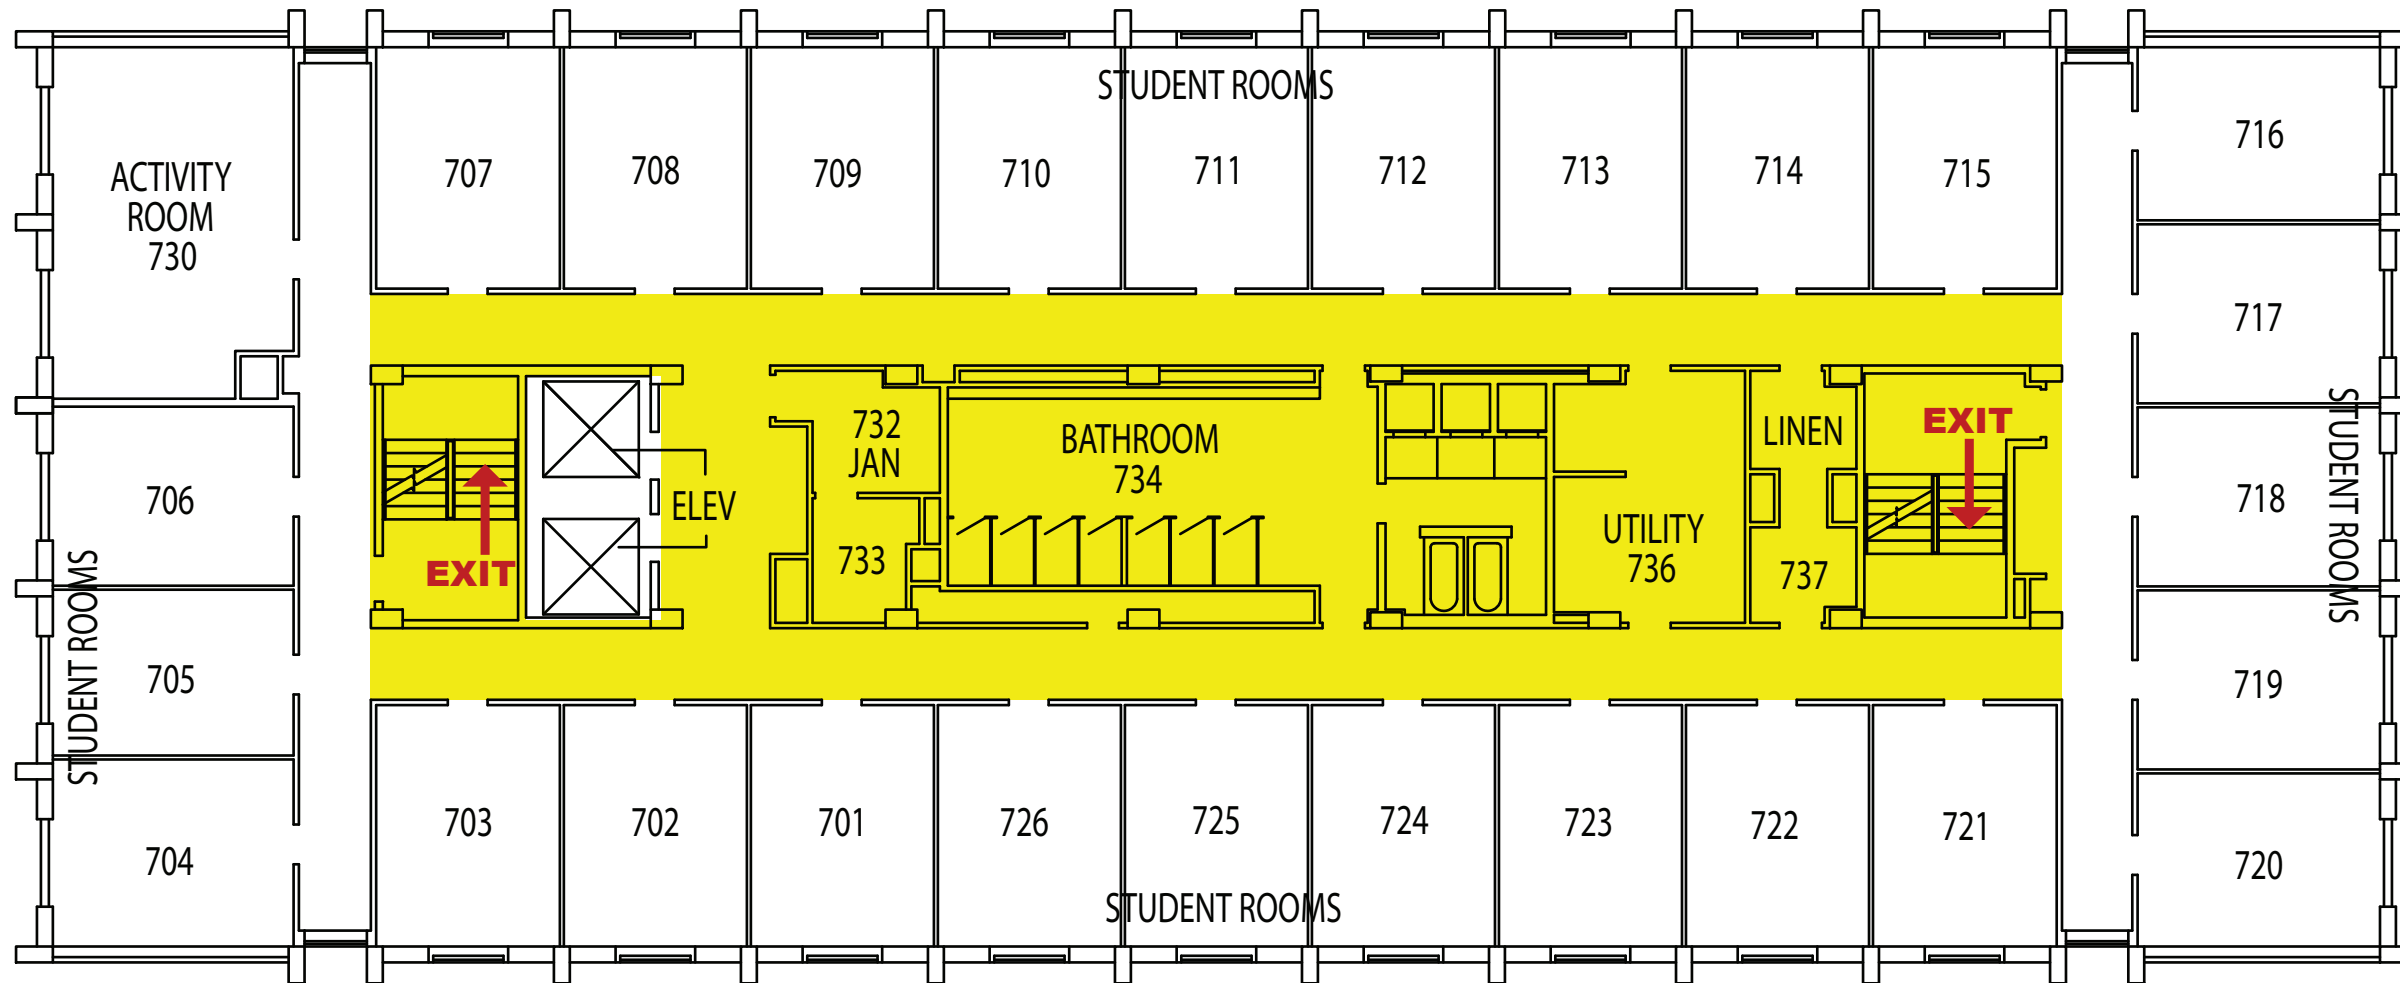 STUDENT ROOMS
707
708
709
710
711
712
713
714
715
716
ACTIVITY
ROOM
730
717
732
JAN
BATHROOM
734
LINEN
EXIT
STUDENT ROOMS
706
ELEV
EXIT
733
UTILITY
736
737
718
STUDENT ROOMS
705
719
704
703
702
701
726
725
724
723
722
721
720
STUDENT ROOMS